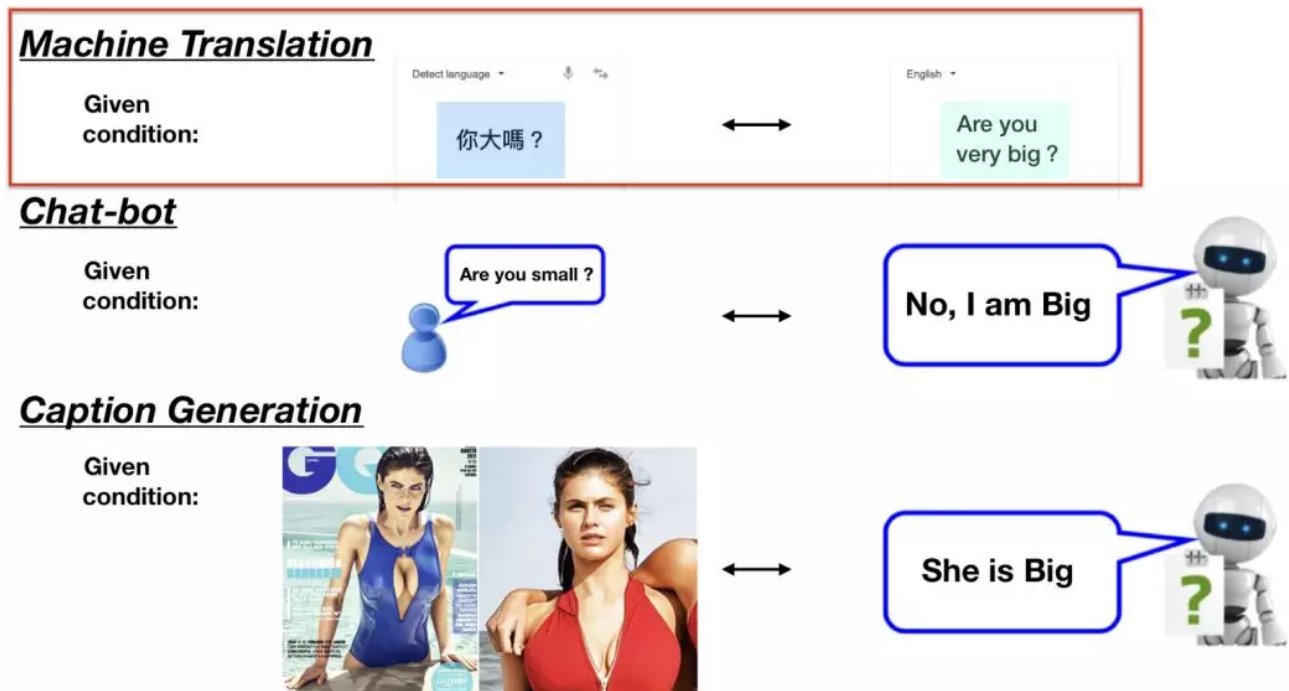 Machine Translation
Given
condition:
Detect language
你大嗎？
English
Are you
very big ?
Chat-bot
Given
condition:
Are you small ?
No, I am Big
?
Caption Generation
Given
condition:
GQ
She is Big
?